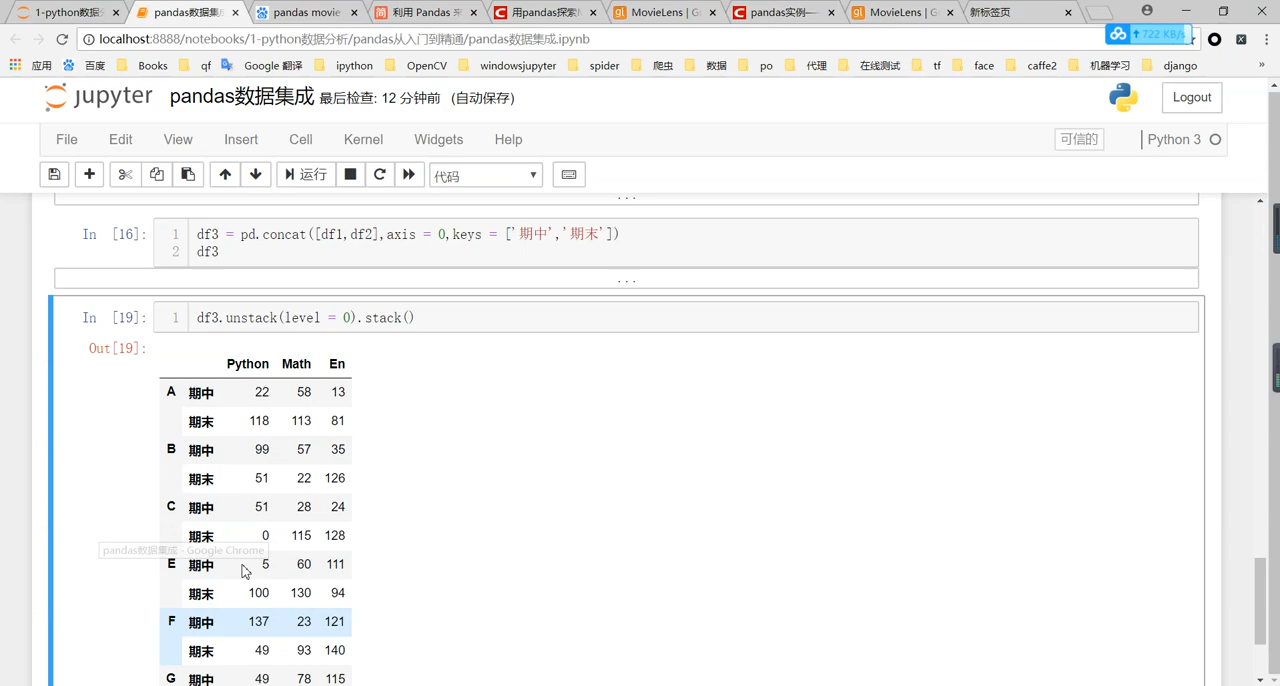 1-python数据分
pandas数据集
pandas movie
利用 Pandas 来
用pandas探索
MovieLens | G
pandas实例—
MovieLens | G
新标签页
localhost:8888/notebooks/1-python数据分析/pandas从入门到精通/pandas数据集成.ipynb
722 KB/s
应用 百度 Books qf Google 翻译 ipython OpenCV windowsjupyter spider 爬虫 数据 po 代理 在线测试 tf face caffe2 机器学习 django »
jupyter pandas数据集成 最后检查: 12 分钟前 (自动保存) Logout
File Edit View Insert Cell Kernel Widgets Help 可信的 Python 3
运行 代码
...
In [16]: 1 df3 = pd.concat([df1,df2],axis = 0,keys = ['期中','期末'])
2 df3
...
In [19]: 1 df3.unstack(level = 0).stack()
Out[19]:
Python Math En
A 期中 22 58 13
期末 118 113 81
B 期中 99 57 35
期末 51 22 126
C 期中 51 28 24
期末 0 115 128
pandas数据集成 - Google Chrome
E 期中 5 60 111
期末 100 130 94
F 期中 137 23 121
期末 49 93 140
G 期中 49 78 115